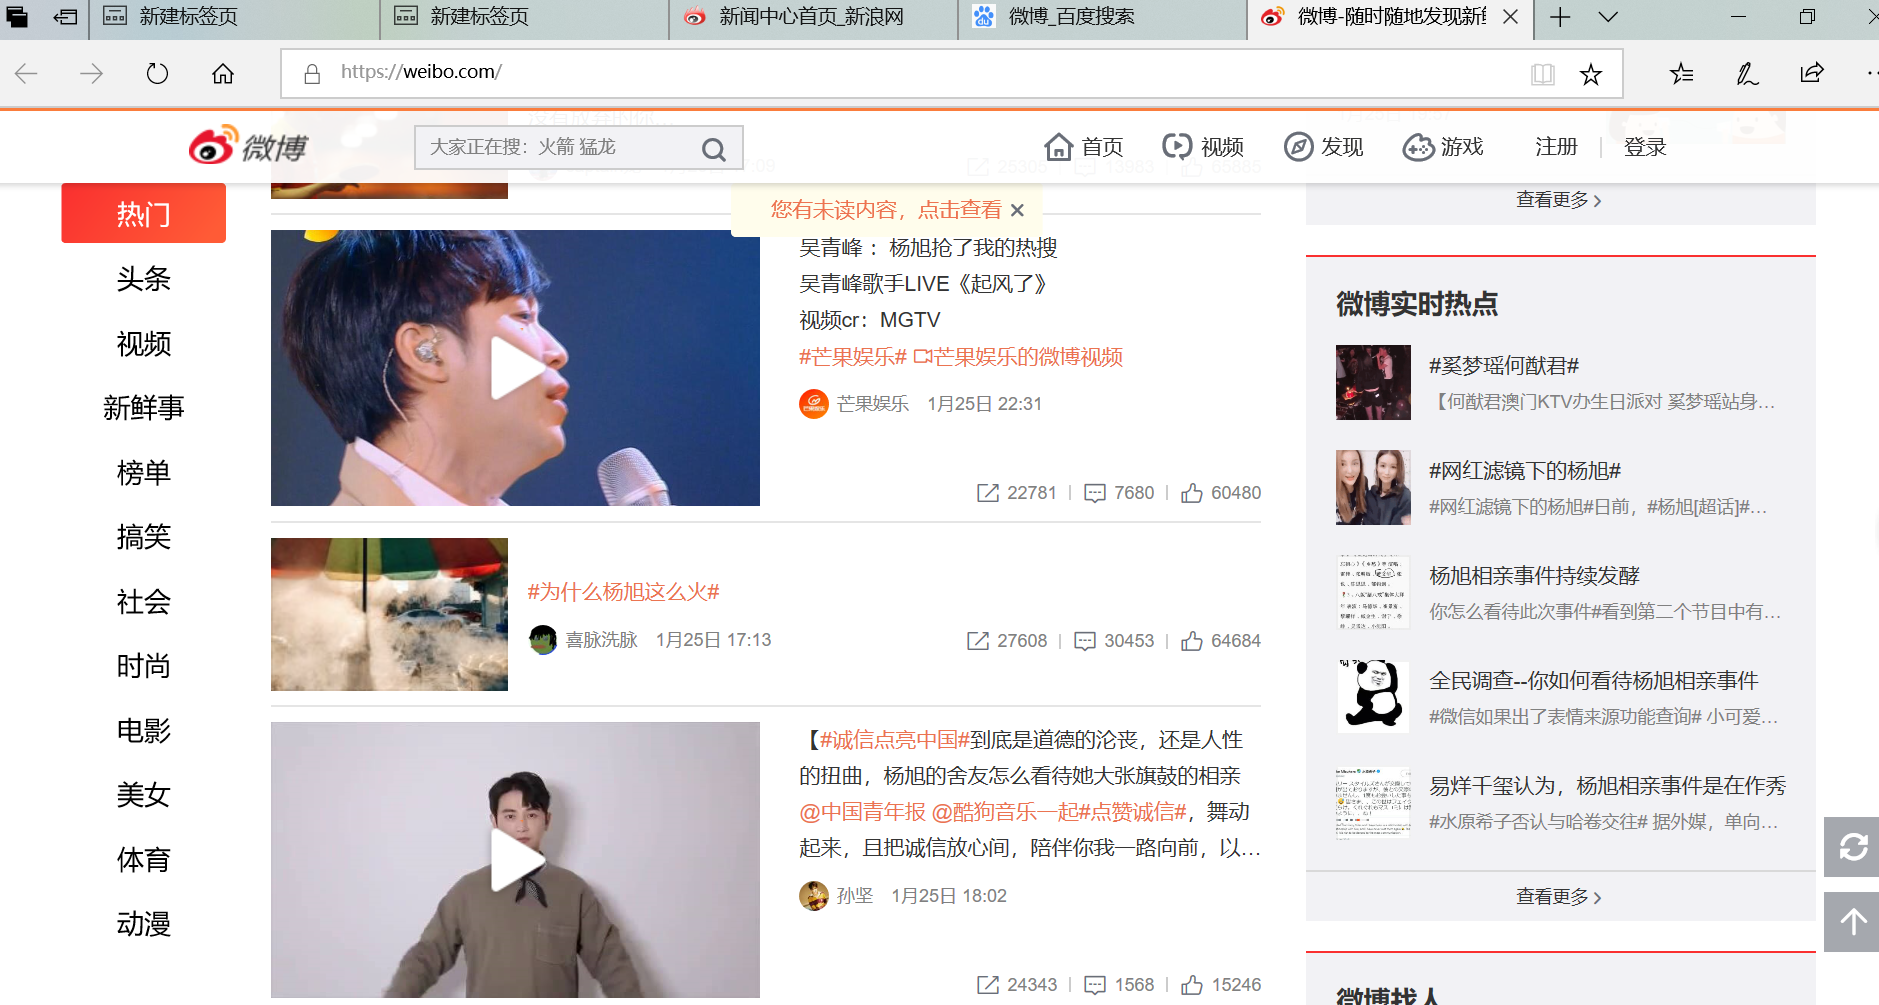 新建标签页
新建标签页
新闻中心首页_新浪网
微博_百度搜索
微博-随时随地发现新
https://weibo.com/
微博
大家正在搜：火箭 猛龙
首页
视频
发现
游戏
注册
登录
热门
头条
视频
新鲜事
榜单
搞笑
社会
时尚
电影
美女
体育
动漫
您有未读内容，点击查看
吴青峰 ：杨旭抢了我的热搜
吴青峰歌手LIVE《起风了》
视频cr：MGTV
#芒果娱乐# 芒果娱乐的微博视频
芒果娱乐 1月25日 22:31
22781 7680 60480
#为什么杨旭这么火#
喜脉洗脉 1月25日 17:13
27608 30453 64684
【#诚信点亮中国#到底是道德的沦丧，还是人性
的扭曲，杨旭的舍友怎么看待她大张旗鼓的相亲
@中国青年报 @酷狗音乐一起#点赞诚信#，舞动
起来，且把诚信放心间，陪伴你我一路向前，以...
孙坚 1月25日 18:02
24343 1568 15246
查看更多
微博实时热点
#奚梦瑶何猷君#
【何猷君澳门KTV办生日派对 奚梦瑶站身...
#网红滤镜下的杨旭#
#网红滤镜下的杨旭#日前，#杨旭[超话]#...
杨旭相亲事件持续发酵
你怎么看待此次事件#看到第二个节目中有...
全民调查--你如何看待杨旭相亲事件
#微信如果出了表情来源功能查询# 小可爱...
易烊千玺认为，杨旭相亲事件是在作秀
#水原希子否认与哈卷交往# 据外媒，单向...
查看更多
微博找人